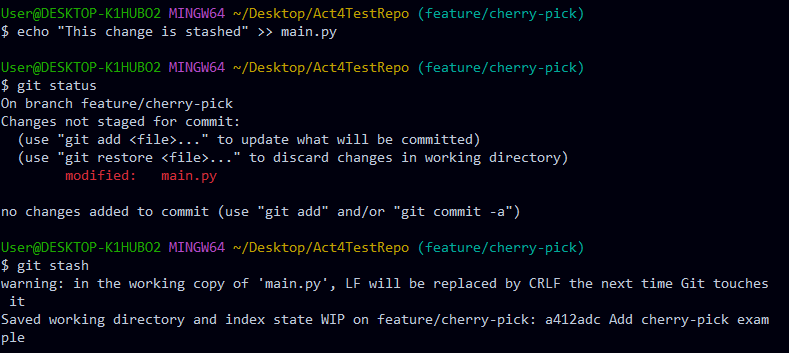 User@DESKTOP-K1HUBO2 MINGW64 ~/Desktop/Act4TestRepo (feature/cherry-pick)
$ echo "This change is stashed" >> main.py
User@DESKTOP-K1HUBO2 MINGW64 ~/Desktop/Act4TestRepo (feature/cherry-pick)
$ git status
On branch feature/cherry-pick
Changes not staged for commit:
  (use "git add <file>..." to update what will be committed)
  (use "git restore <file>..." to discard changes in working directory)
        modified:   main.py
no changes added to commit (use "git add" and/or "git commit -a")
User@DESKTOP-K1HUBO2 MINGW64 ~/Desktop/Act4TestRepo (feature/cherry-pick)
$ git stash
warning: in the working copy of 'main.py', LF will be replaced by CRLF the next time Git touches
 it
Saved working directory and index state WIP on feature/cherry-pick: a412adc Add cherry-pick exam
ple